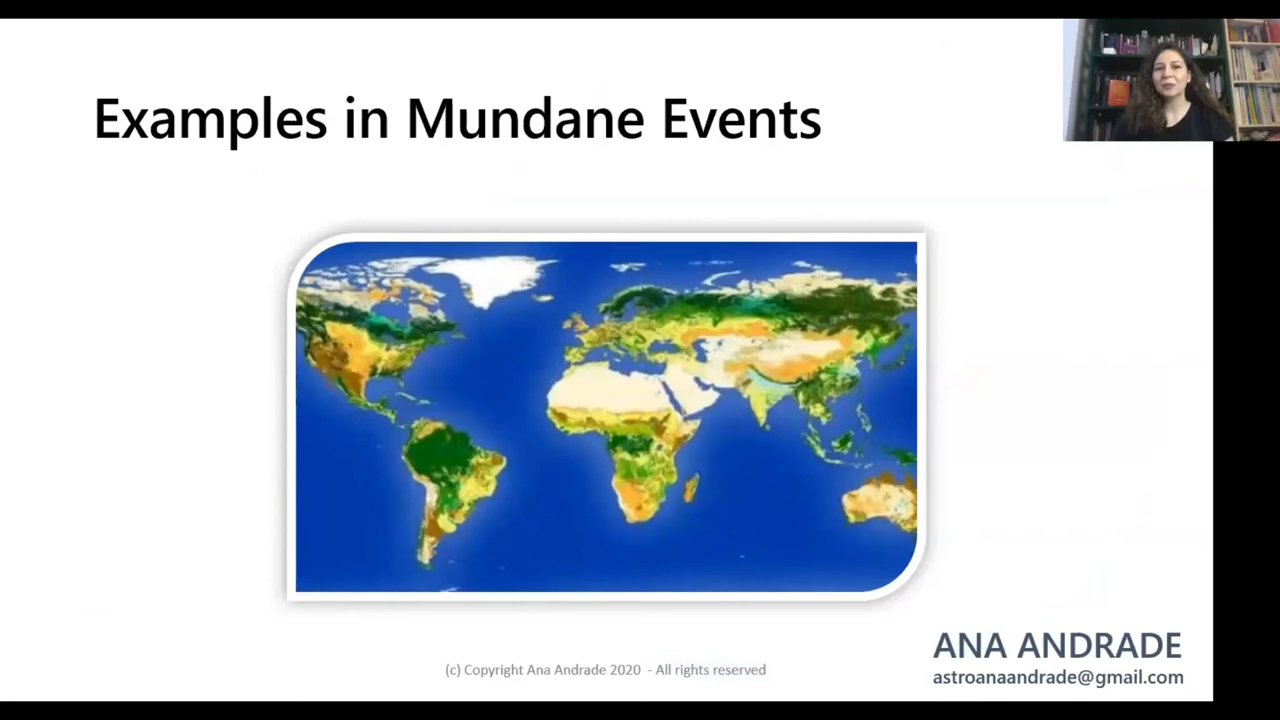 Examples in Mundane Events
ANA ANDRADE
(c) Copyright Ana Andrade 2020 - All rights reserved
astroanaandrade@gmail.com